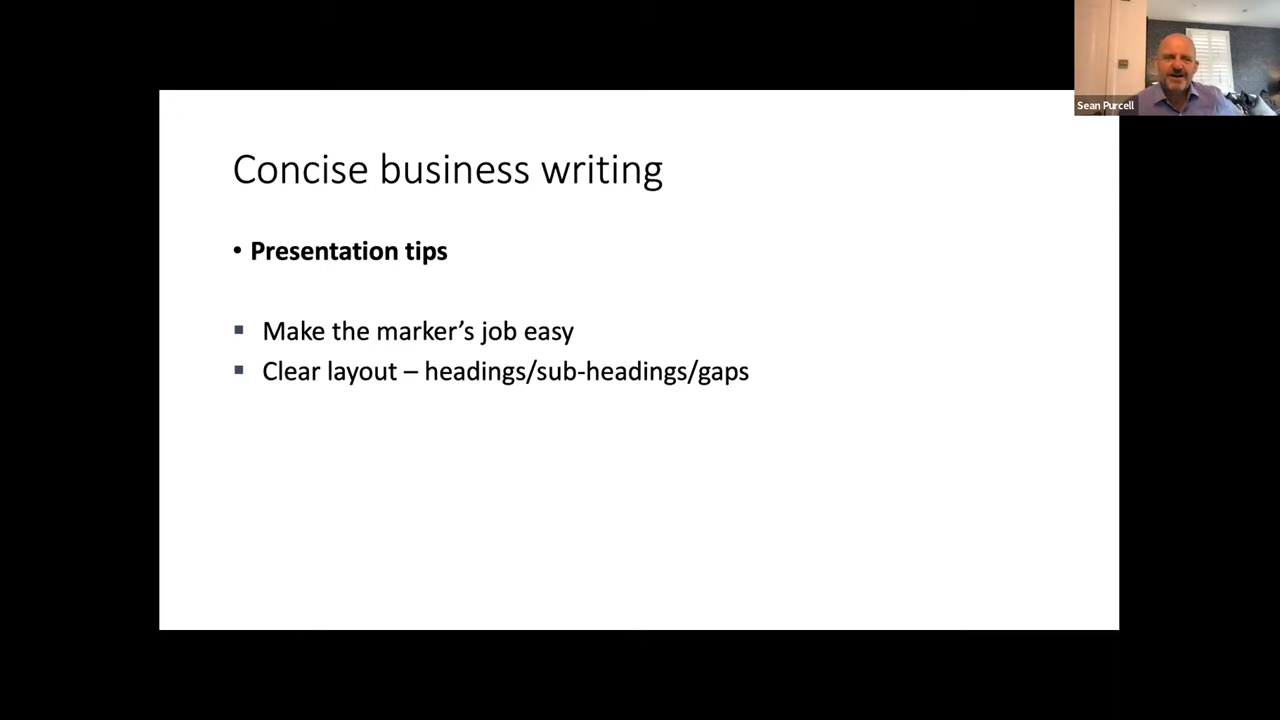 Sean Purcell
Concise business writing
• Presentation tips
▪ Make the marker’s job easy
▪ Clear layout – headings/sub-headings/gaps